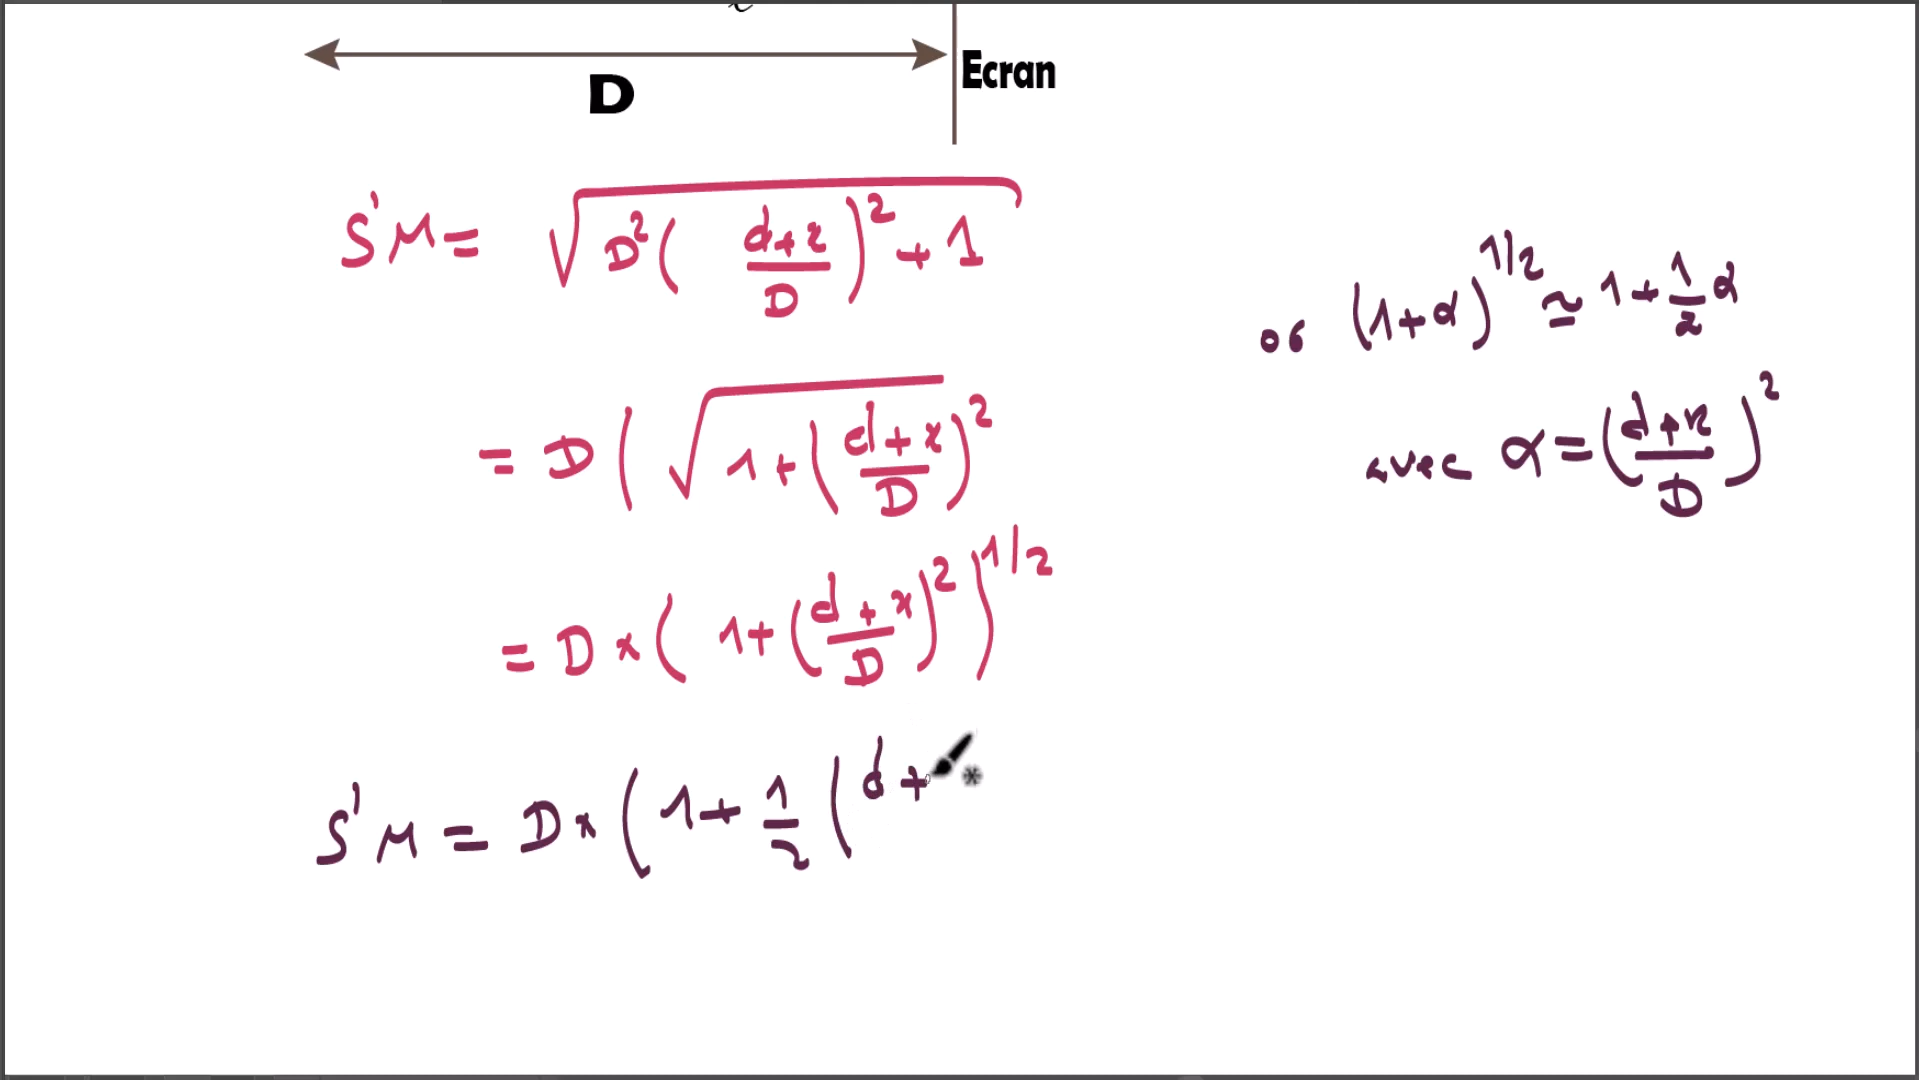 D
Ecran
S'M = √(D²((d+x)/D)² + 1
= D(√(1+((d+x)/D)²
= D × (1+((d+x)/D)²)^1/2
S'M = D × (1 + 1/2 (d+
or (1+α)^1/2 ≃ 1 + 1/2 α
avec α = ((d+x)/D)²